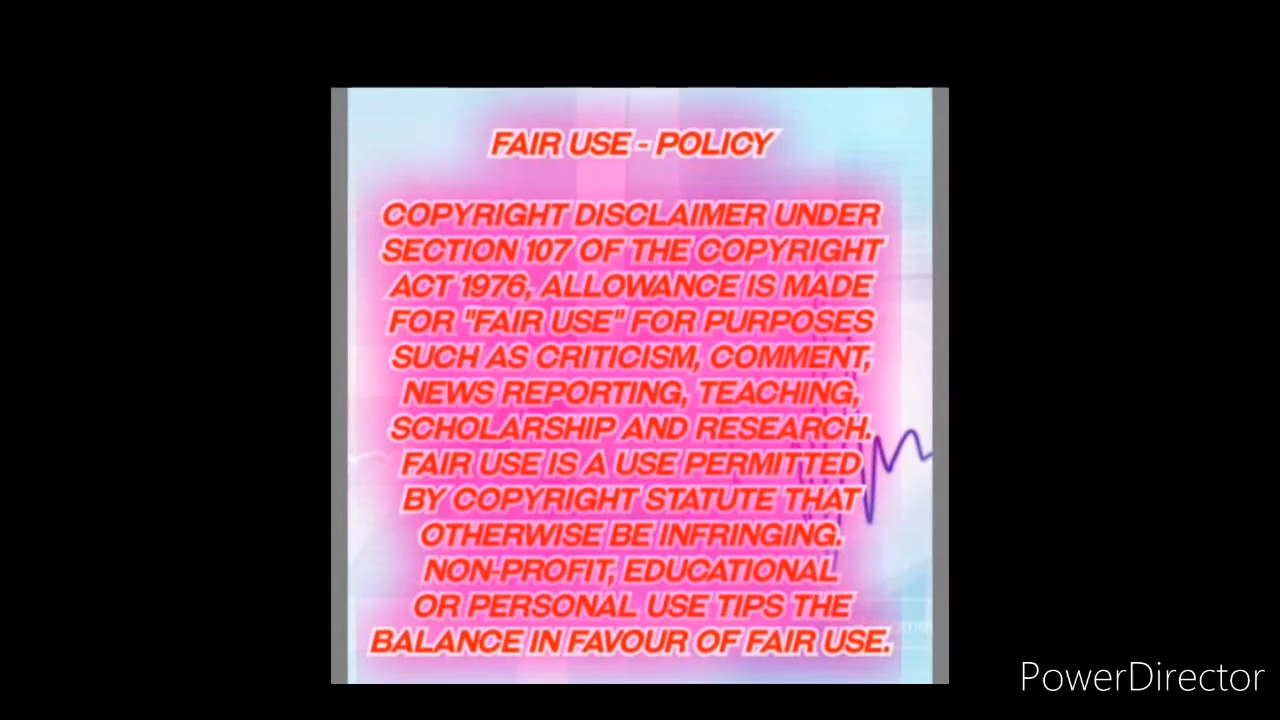 FAIR USE - POLICY
COPYRIGHT DISCLAIMER UNDER
SECTION 107 OF THE COPYRIGHT
ACT 1976, ALLOWANCE IS MADE
FOR "FAIR USE" FOR PURPOSES
SUCH AS CRITICISM, COMMENT,
NEWS REPORTING, TEACHING,
SCHOLARSHIP AND RESEARCH.
FAIR USE IS A USE PERMITTED
BY COPYRIGHT STATUTE THAT
OTHERWISE BE INFRINGING.
NON-PROFIT, EDUCATIONAL
OR PERSONAL USE TIPS THE
BALANCE IN FAVOUR OF FAIR USE.
PowerDirector